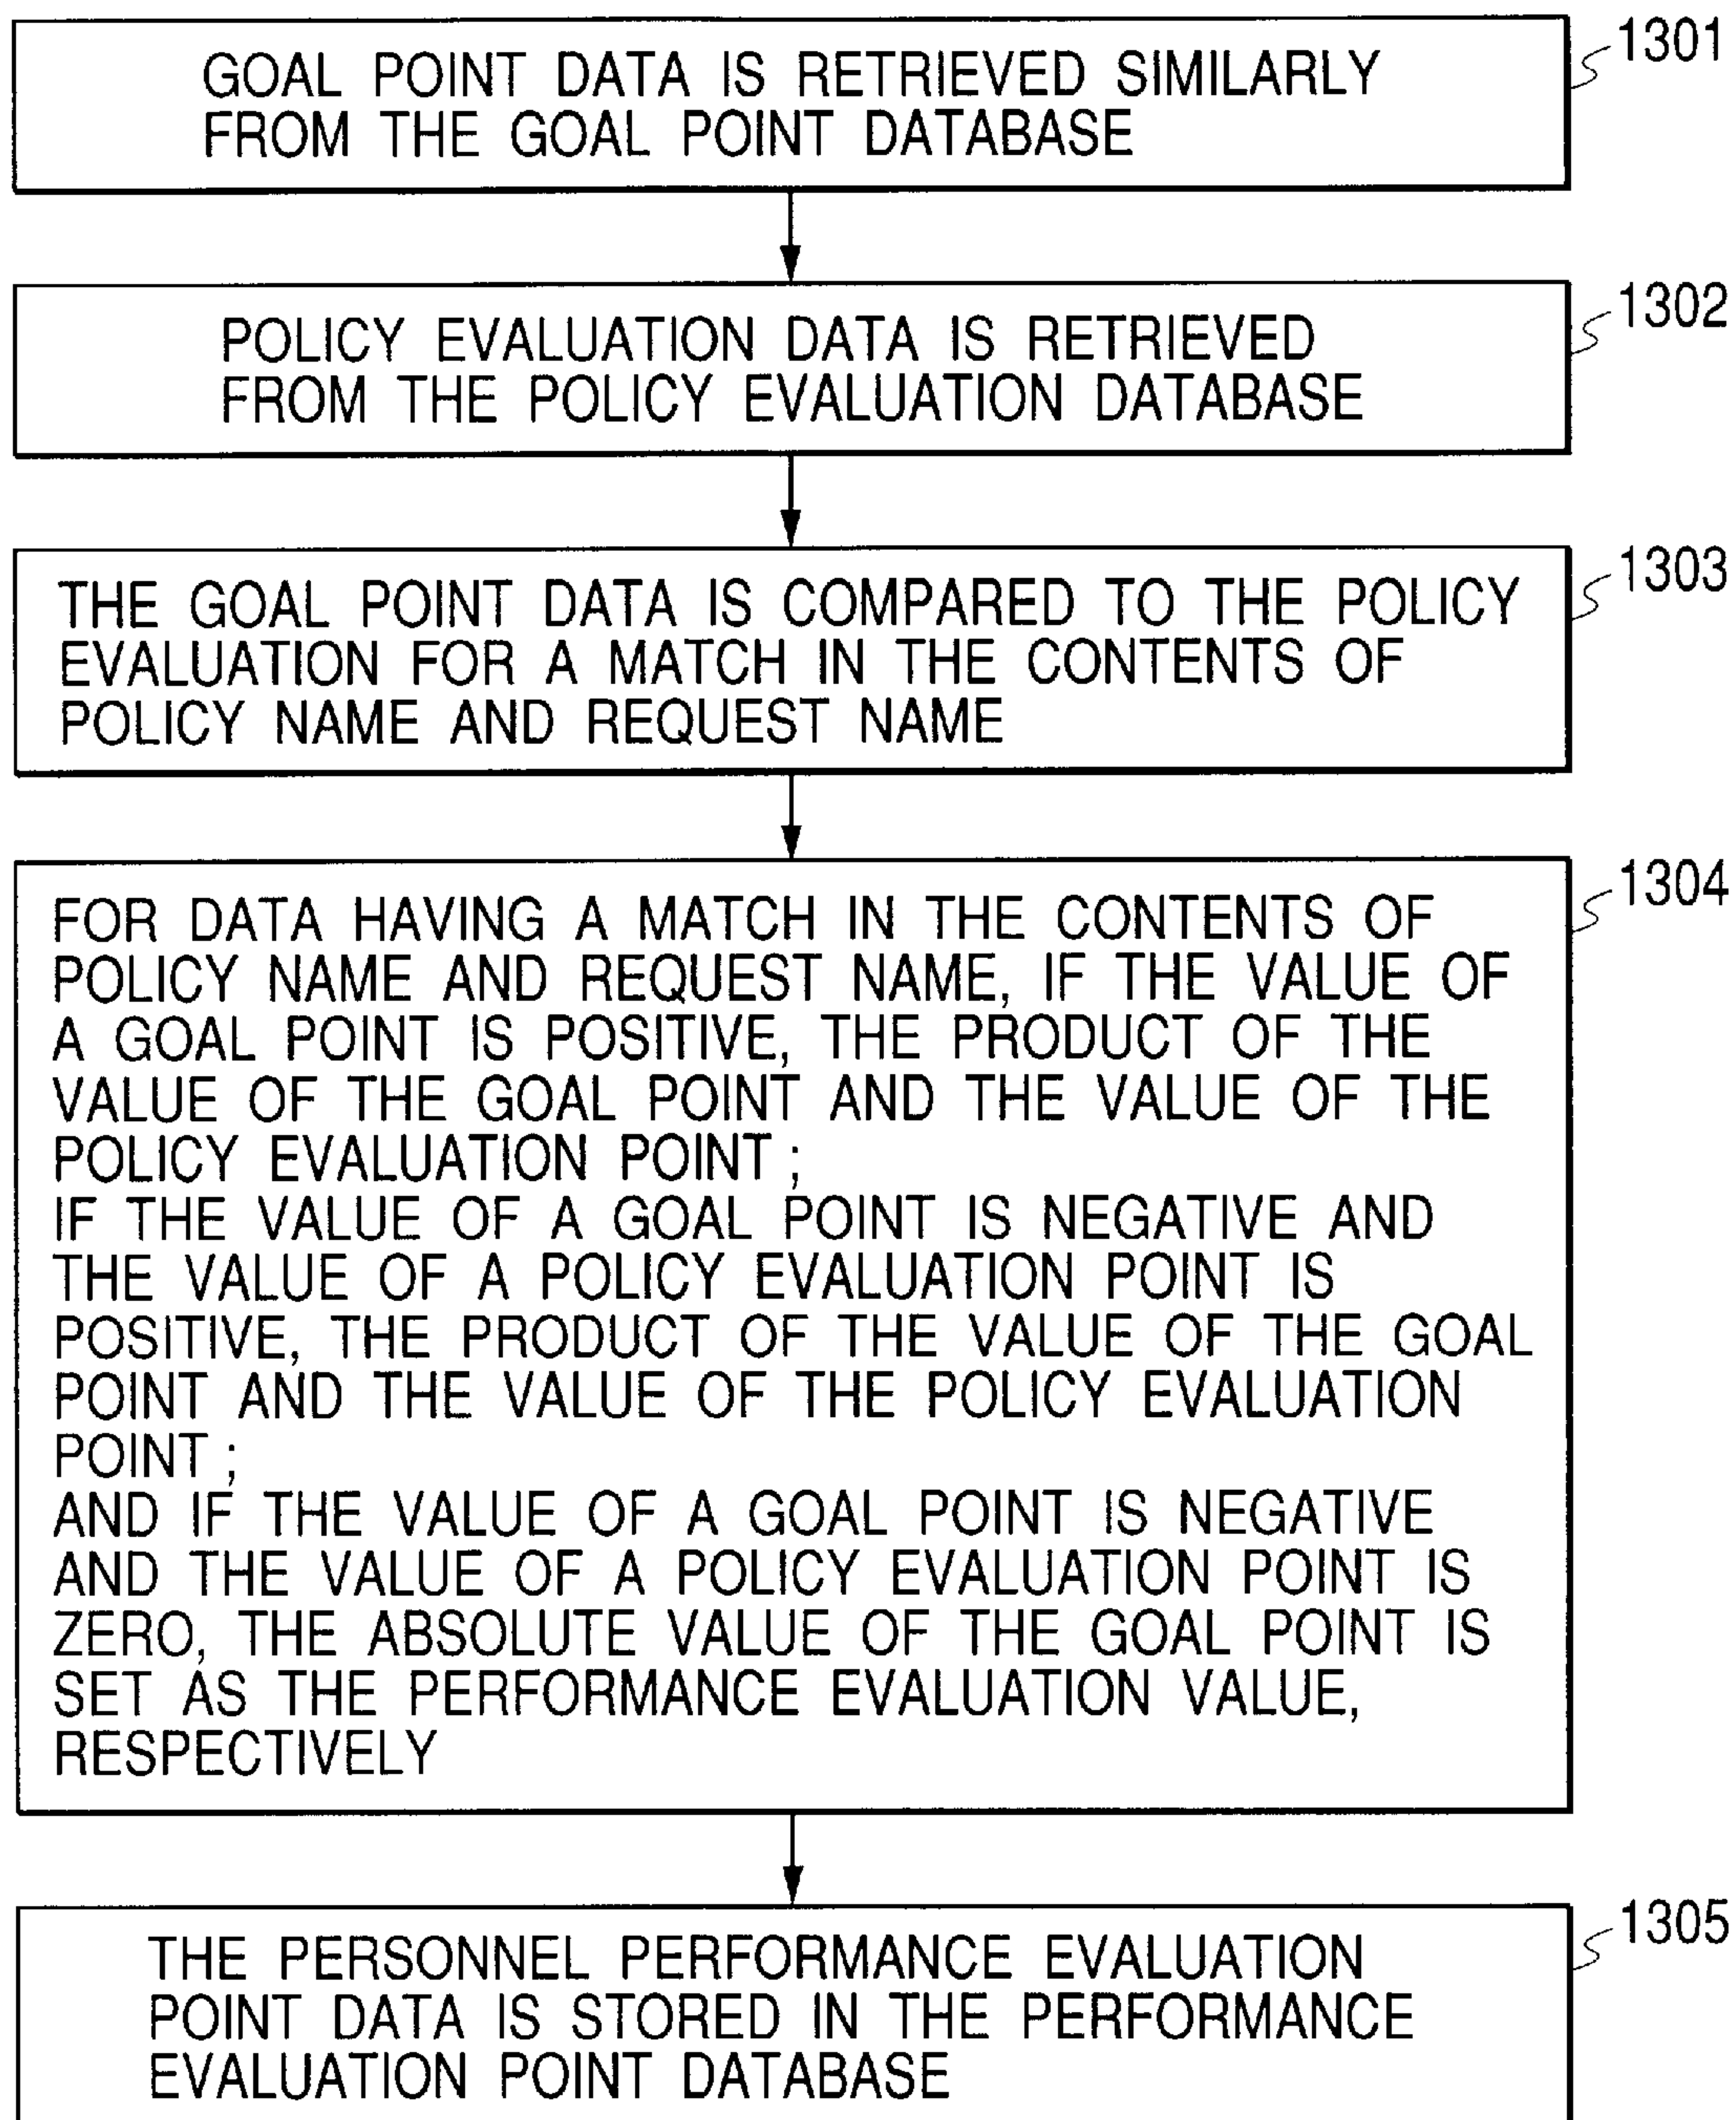 1301
GOAL POINT DATA IS RETRIEVED SIMILARLY
FROM THE GOAL POINT DATABASE
1302
POLICY EVALUATION DATA IS RETRIEVED
FROM THE POLICY EVALUATION DATABASE
1303
THE GOAL POINT DATA IS COMPARED TO THE POLICY
EVALUATION FOR A MATCH IN THE CONTENTS OF
POLICY NAME AND REQUEST NAME
1304
FOR DATA HAVING A MATCH IN THE CONTENTS OF
POLICY NAME AND REQUEST NAME, IF THE VALUE OF
A GOAL POINT IS POSITIVE, THE PRODUCT OF THE
VALUE OF THE GOAL POINT AND THE VALUE OF THE
POLICY EVALUATION POINT ;
IF THE VALUE OF A GOAL POINT IS NEGATIVE AND
THE VALUE OF A POLICY EVALUATION POINT IS
POSITIVE, THE PRODUCT OF THE VALUE OF THE GOAL
POINT AND THE VALUE OF THE POLICY EVALUATION
POINT ;
AND IF THE VALUE OF A GOAL POINT IS NEGATIVE
AND THE VALUE OF A POLICY EVALUATION POINT IS
ZERO, THE ABSOLUTE VALUE OF THE GOAL POINT IS
SET AS THE PERFORMANCE EVALUATION VALUE,
RESPECTIVELY
1305
THE PERSONNEL PERFORMANCE EVALUATION
POINT DATA IS STORED IN THE PERFORMANCE
EVALUATION POINT DATABASE